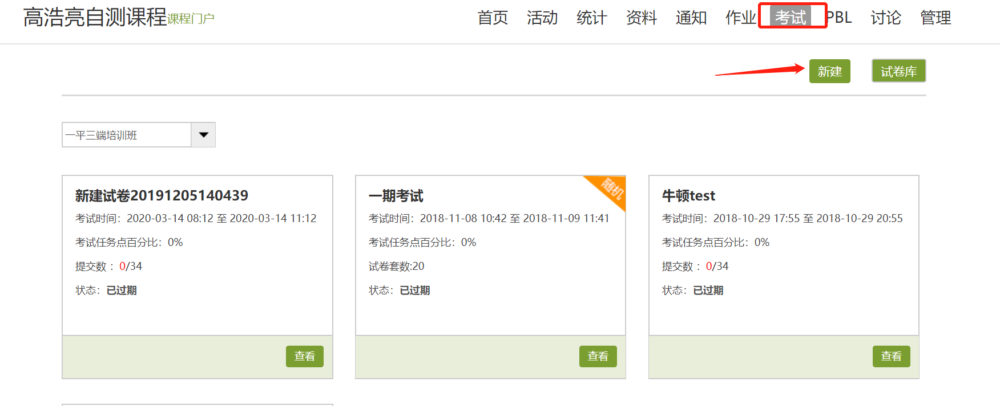 高浩亮自测课程课程门户
首页 活动 统计 资料 通知 作业 考试 PBL 讨论 管理
新建 试卷库
一平三端培训班
新建试卷20191205140439
考试时间：2020-03-14 08:12 至 2020-03-14 11:12
考试任务点百分比：0%
提交数 ：0/34
状态：已过期
查看
一期考试
随机
考试时间：2018-11-08 10:42 至 2018-11-09 11:41
考试任务点百分比：0%
试卷套数:20
状态：已过期
查看
牛顿test
考试时间：2018-10-29 17:55 至 2018-10-29 20:55
考试任务点百分比：0%
提交数 ：0/34
状态：已过期
查看